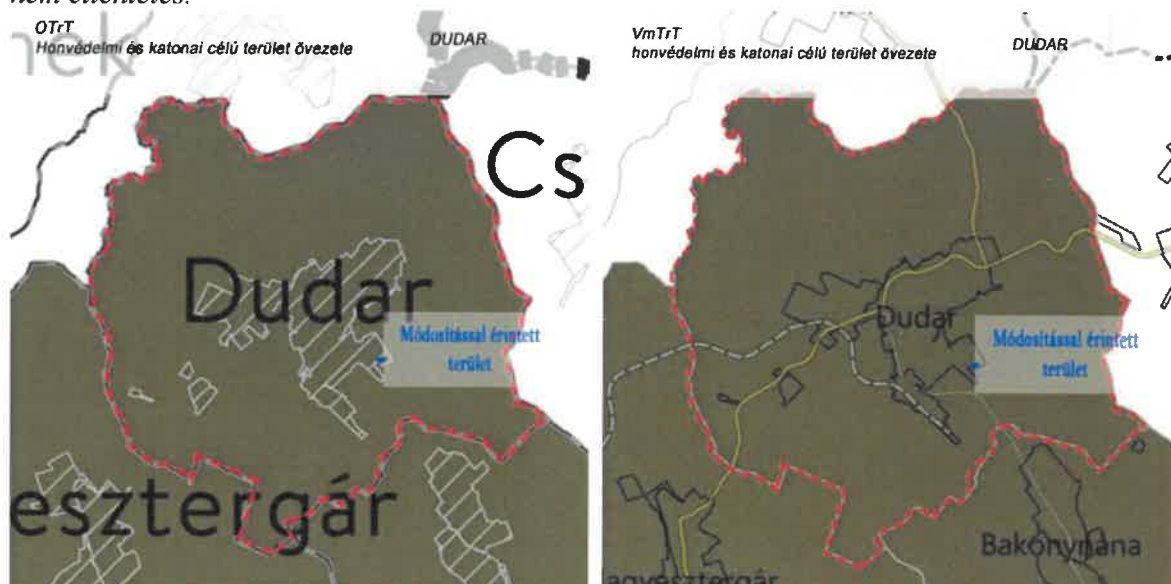 OTrT
Honvédelmi és katonai célú terület övezete
DUDAR
nek
Cs
Dudar
Módosítással érintett
terület
esztergár
VmTrT
honvédelmi és katonai célú terület övezete
DUDAR
Dudar
Módosítással érintett
terület
Bakonynána
agyesztergár